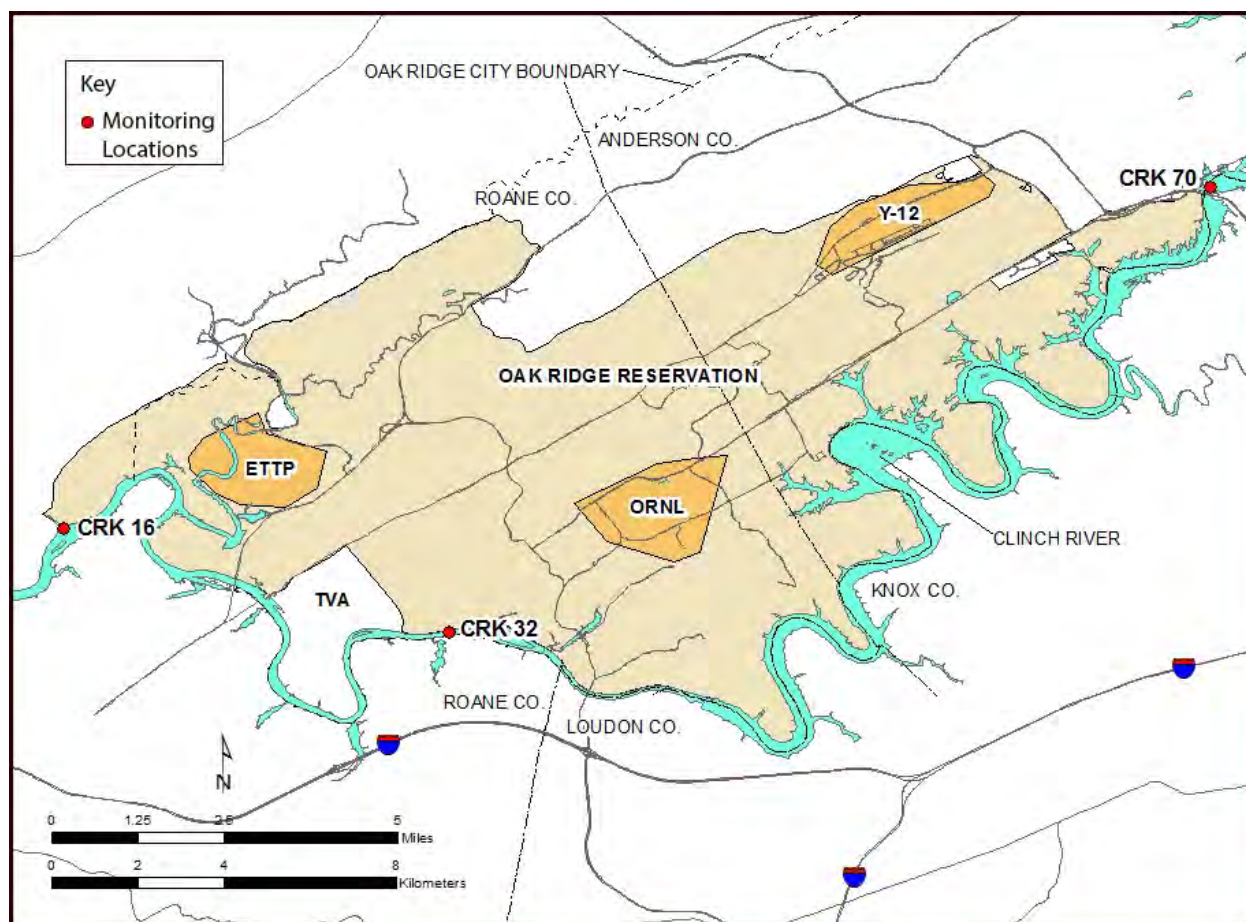 Key
Monitoring
Locations
OAK RIDGE CITY BOUNDARY
ANDERSON CO.
ROANE CO.
CRK 70
Y-12
OAK RIDGE RESERVATION
ETTP
ORNL
CRK 16
CLINCH RIVER
KNOX CO.
TVA
CRK 32
ROANE CO.
LOUDON CO.
N
0 1.25 2.5 5
Miles
0 2 4 8
Kilometers